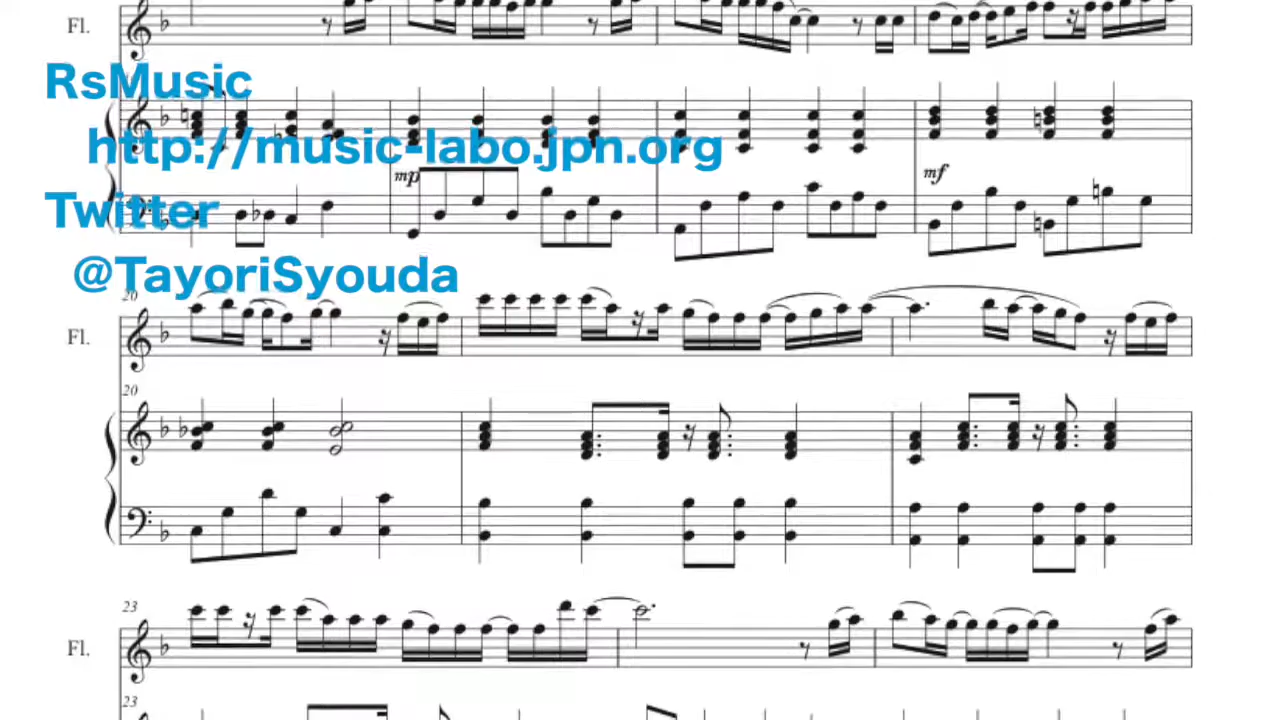 Fl.
RsMusic
http://music-labo.jpn.org
mp
mf
Twitter
@TayoriSyouda
20
Fl.
20
23
Fl.
23